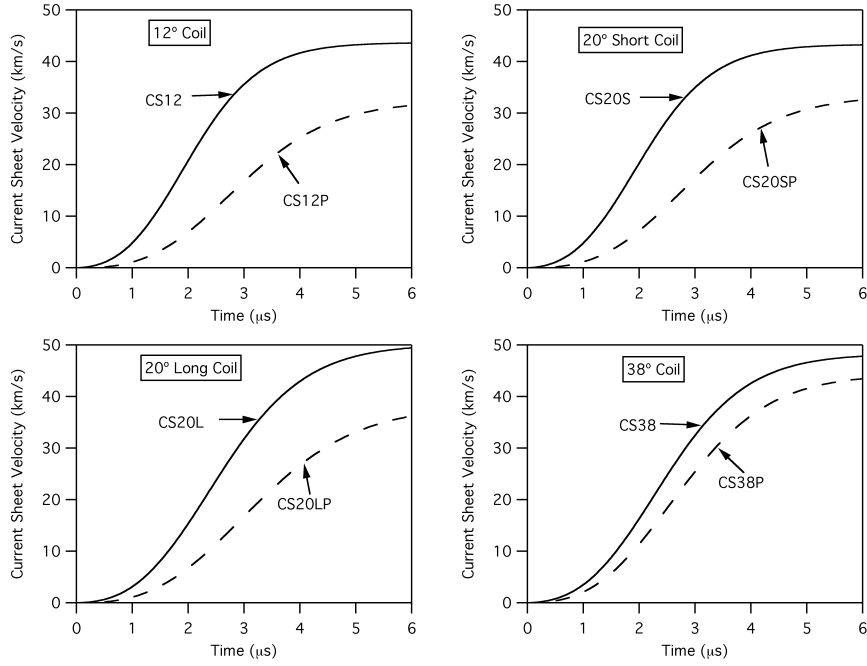 50
40
30
20
10
0
Current Sheet Velocity (km/s)
12° Coil
CS12
CS12P
0 1 2 3 4 5 6
Time (μs)
50
40
30
20
10
0
Current Sheet Velocity (km/s)
20° Short Coil
CS20S
CS20SP
0 1 2 3 4 5 6
Time (μs)
50
40
30
20
10
0
Current Sheet Velocity (km/s)
20° Long Coil
CS20L
CS20LP
0 1 2 3 4 5 6
Time (μs)
50
40
30
20
10
0
Current Sheet Velocity (km/s)
38° Coil
CS38
CS38P
0 1 2 3 4 5 6
Time (μs)